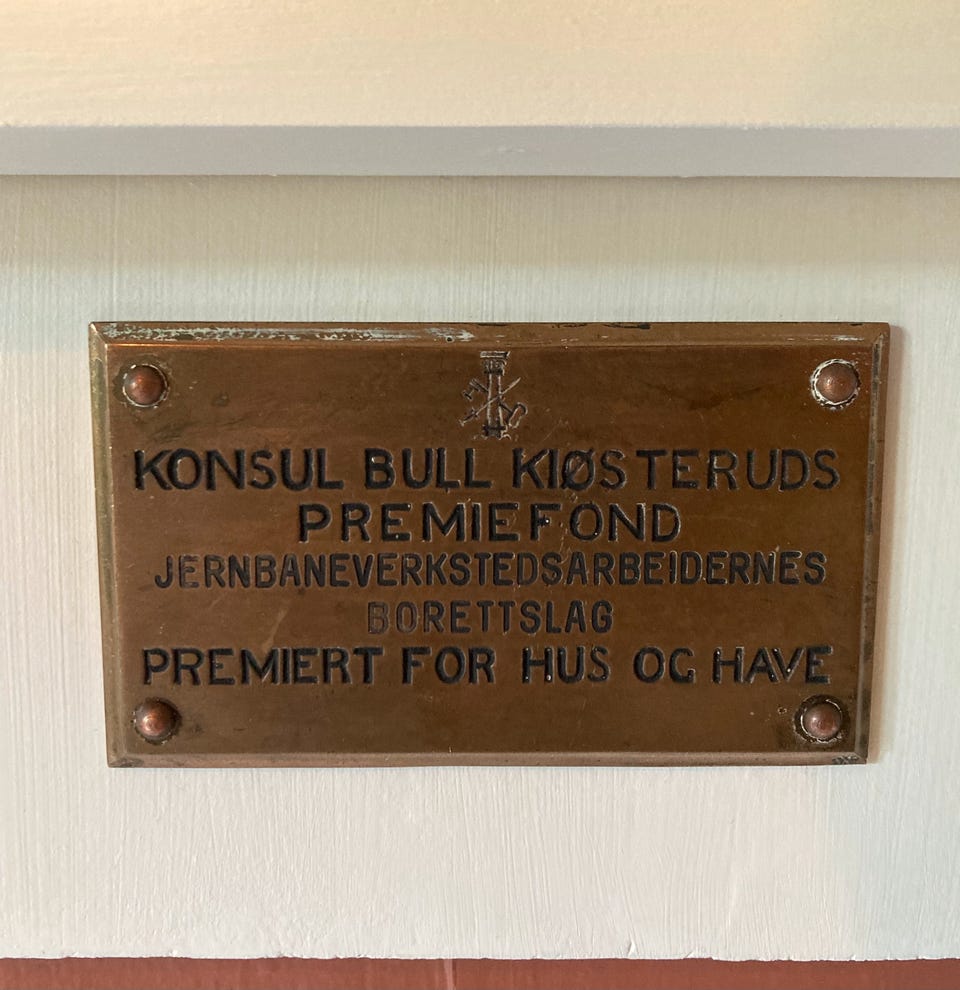 KONSUL BULL KIØSTERUDS
PREMIEFOND
JERNBANEVERKSTEDSARBEIDERNES
BORETTSLAG
PREMIERT FOR HUS OG HAVE